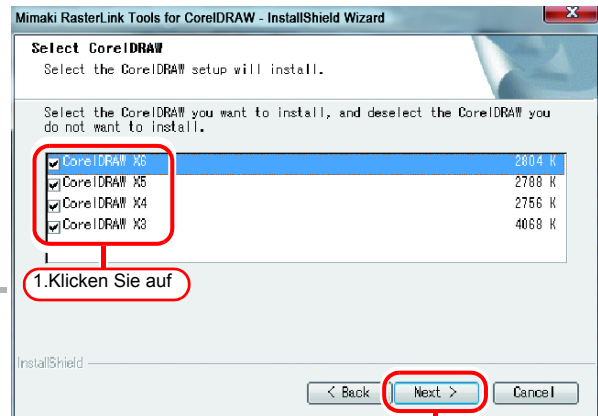 Mimaki RasterLink Tools for CorelDRAW - InstallShield Wizard
Select CorelDRAW
Select the CorelDRAW setup will install.
Select the CorelDRAW you want to install, and deselect the CorelDRAW you
do not want to install.
CorelDRAW X6 2804 K
CorelDRAW X5 2788 K
CorelDRAW X4 2756 K
CorelDRAW X3 4068 K
1.Klicken Sie auf
InstallShield
< Back Next > Cancel